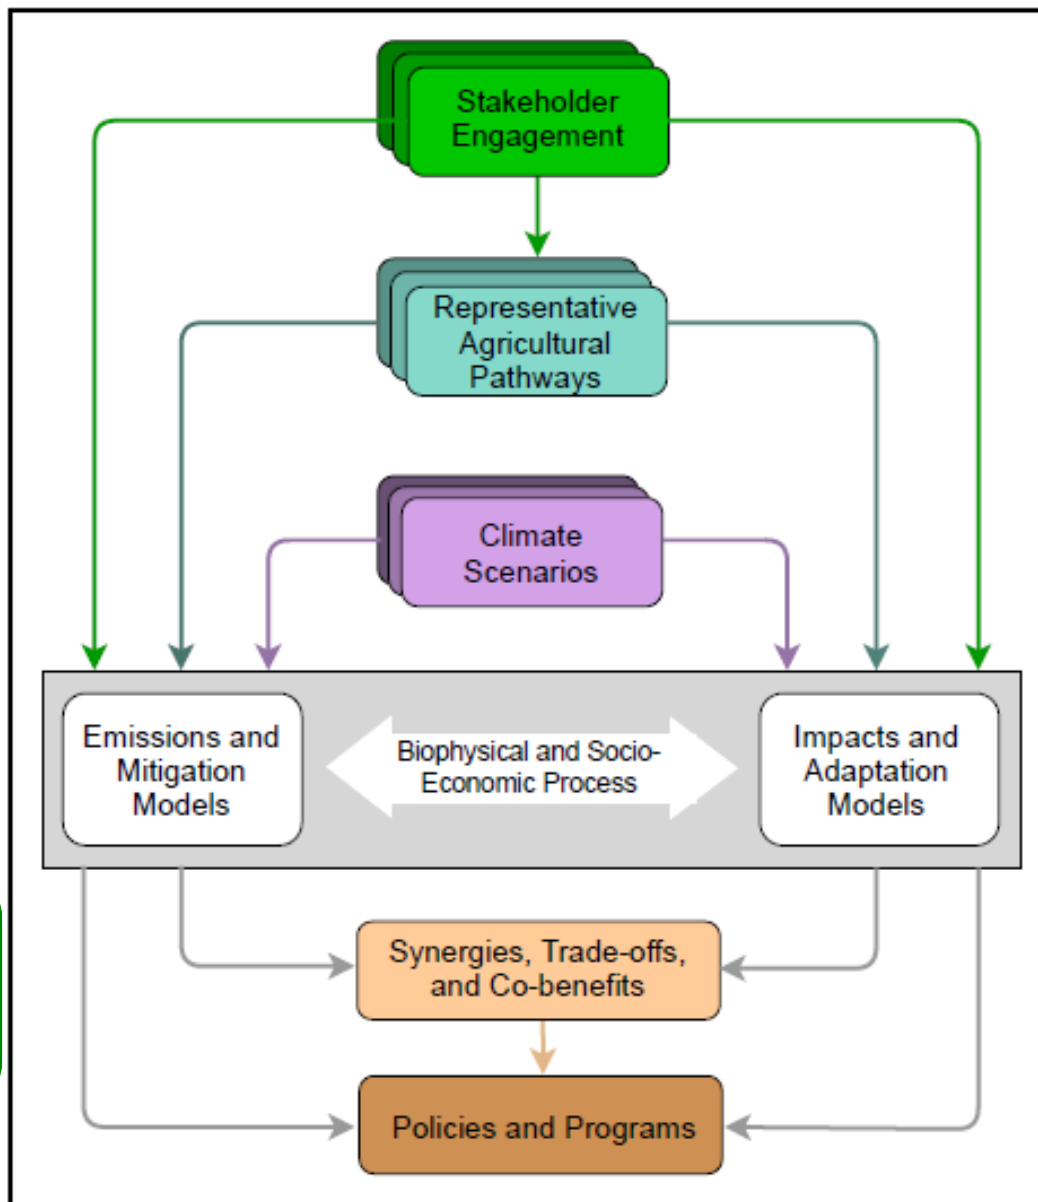 Stakeholder
Engagement
Representative
Agricultural
Pathways
Climate
Scenarios
Emissions and
Mitigation
Models
Biophysical and Socio-
Economic Process
Impacts and
Adaptation
Models
Synergies, Trade-offs,
and Co-benefits
Policies and Programs